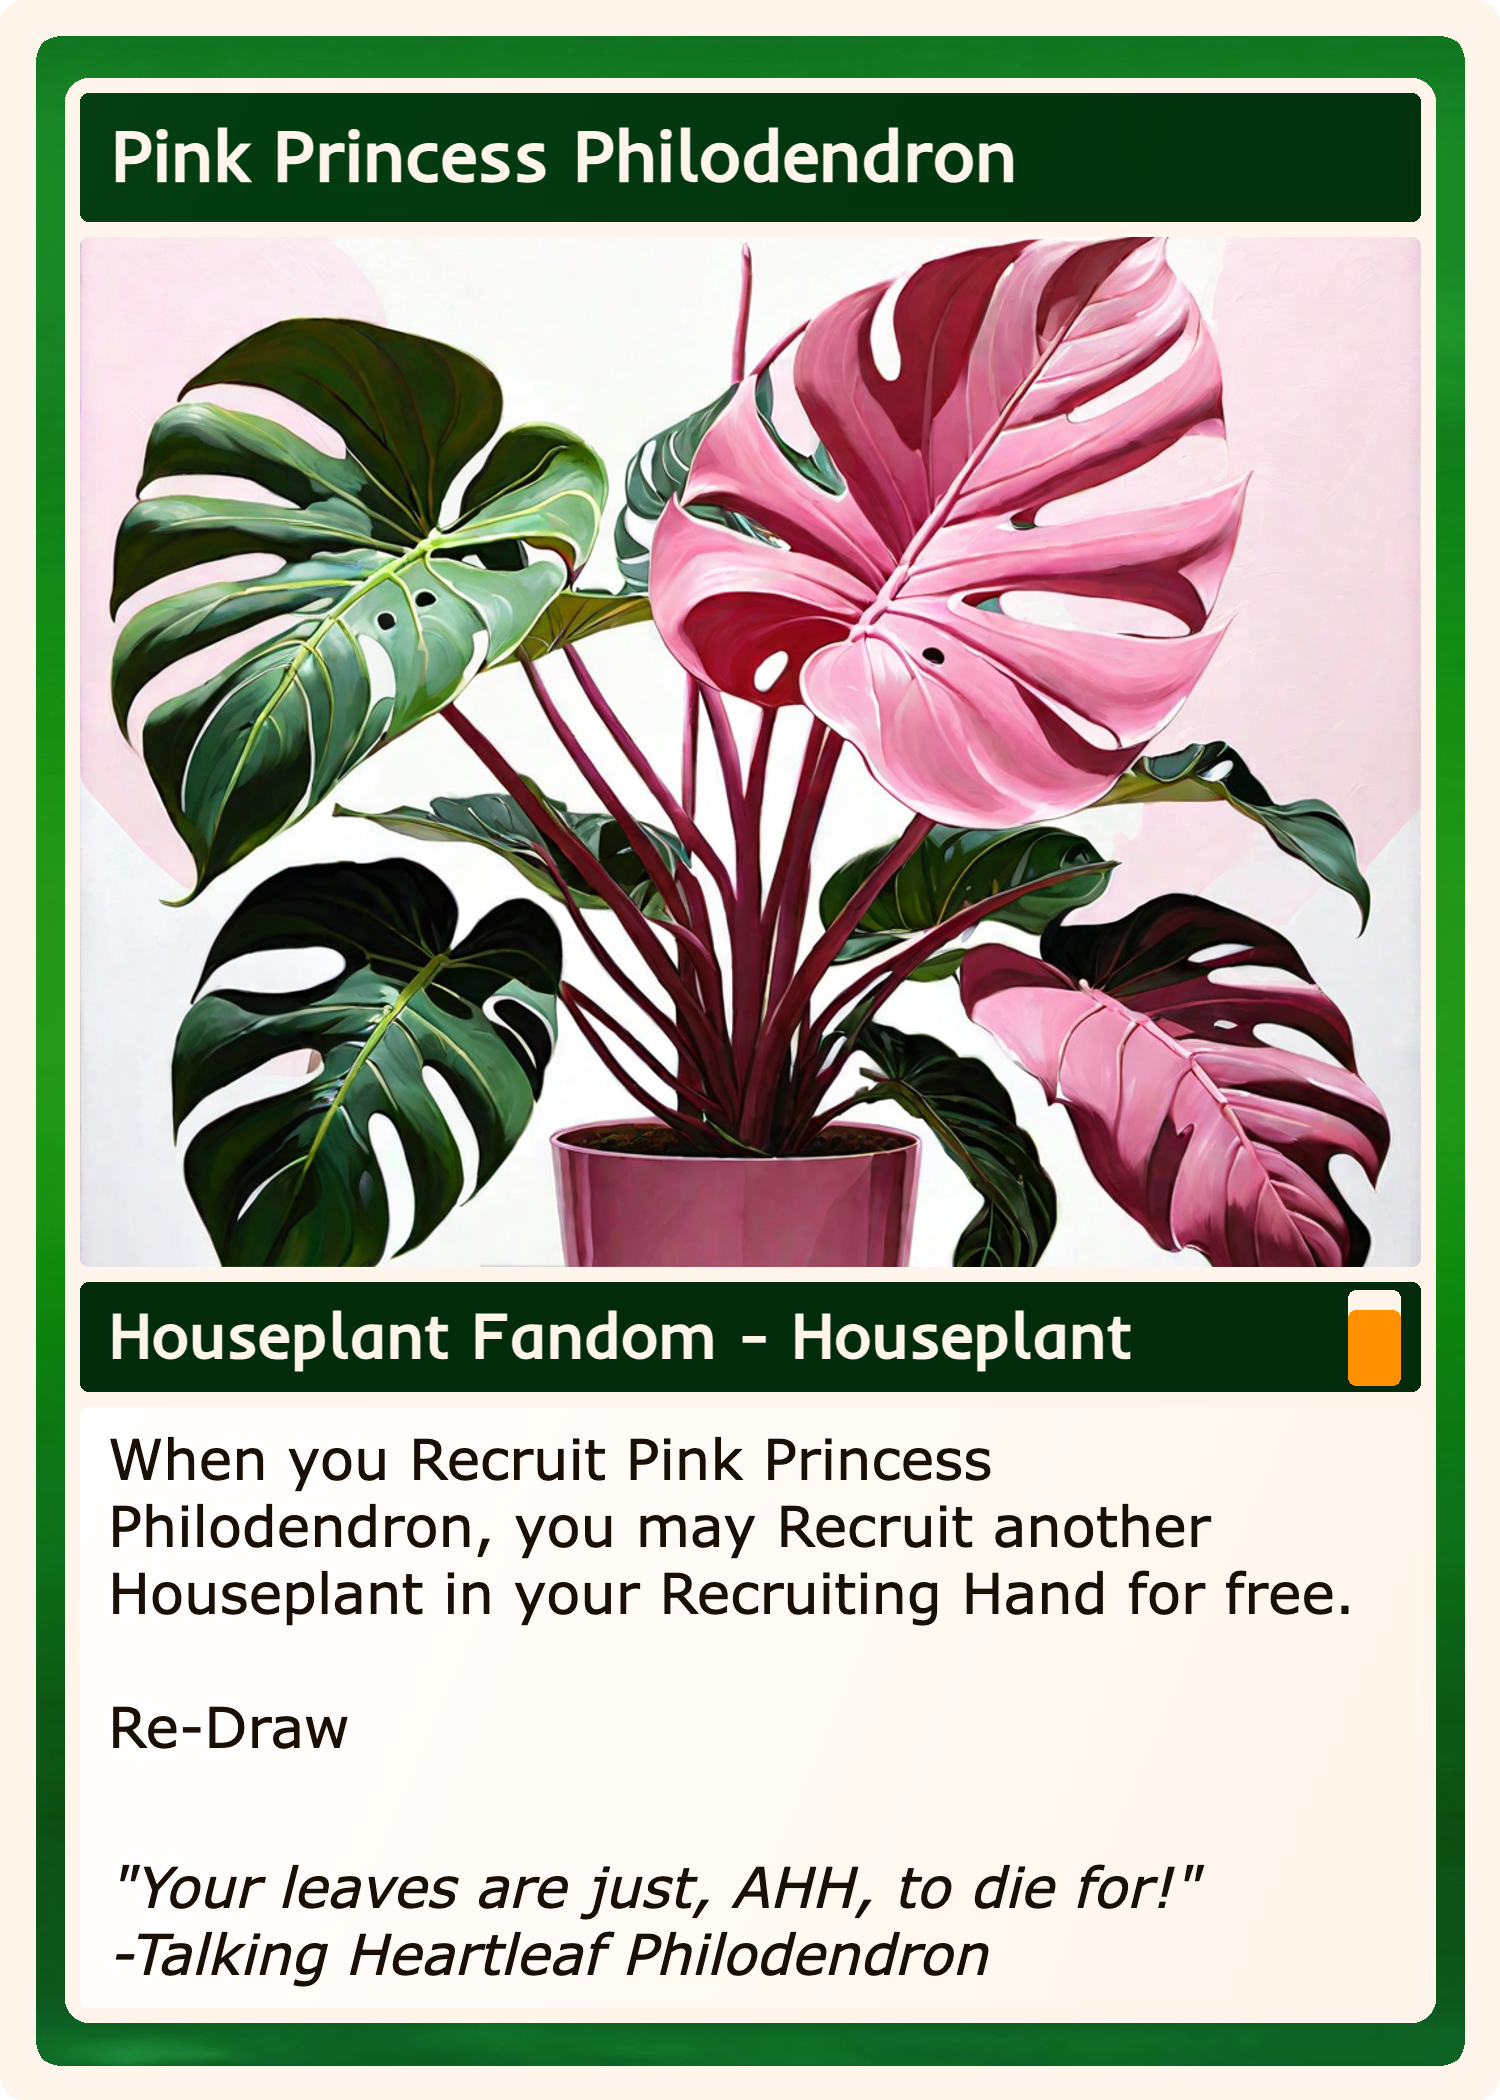 Pink Princess Philodendron
Houseplant Fandom - Houseplant
When you Recruit Pink Princess
Philodendron, you may Recruit another
Houseplant in your Recruiting Hand for free.
Re-Draw
"Your leaves are just, AHH, to die for!"
-Talking Heartleaf Philodendron